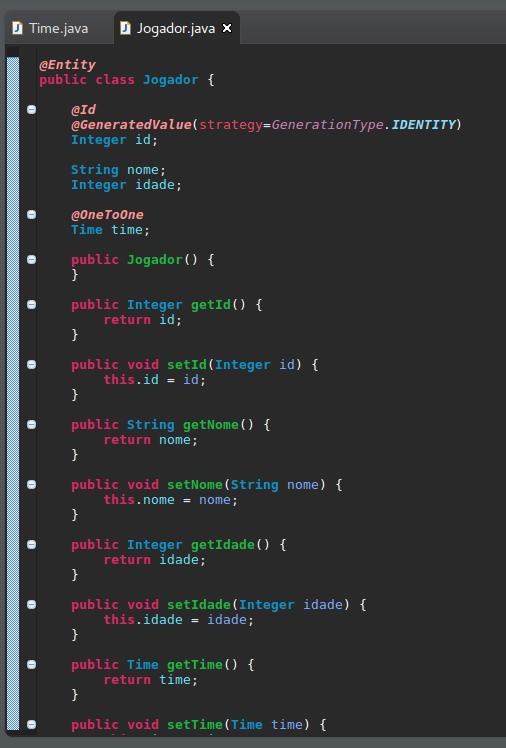 Time.java
Jogador.java
@Entity
public class Jogador {
@Id
@GeneratedValue(strategy=GenerationType.IDENTITY)
Integer id;
String nome;
Integer idade;
@OneToOne
Time time;
public Jogador() {
}
public Integer getId() {
return id;
}
public void setId(Integer id) {
this.id = id;
}
public String getNome() {
return nome;
}
public void setNome(String nome) {
this.nome = nome;
}
public Integer getIdade() {
return idade;
}
public void setIdade(Integer idade) {
this.idade = idade;
}
public Time getTime() {
return time;
}
public void setTime(Time time) {